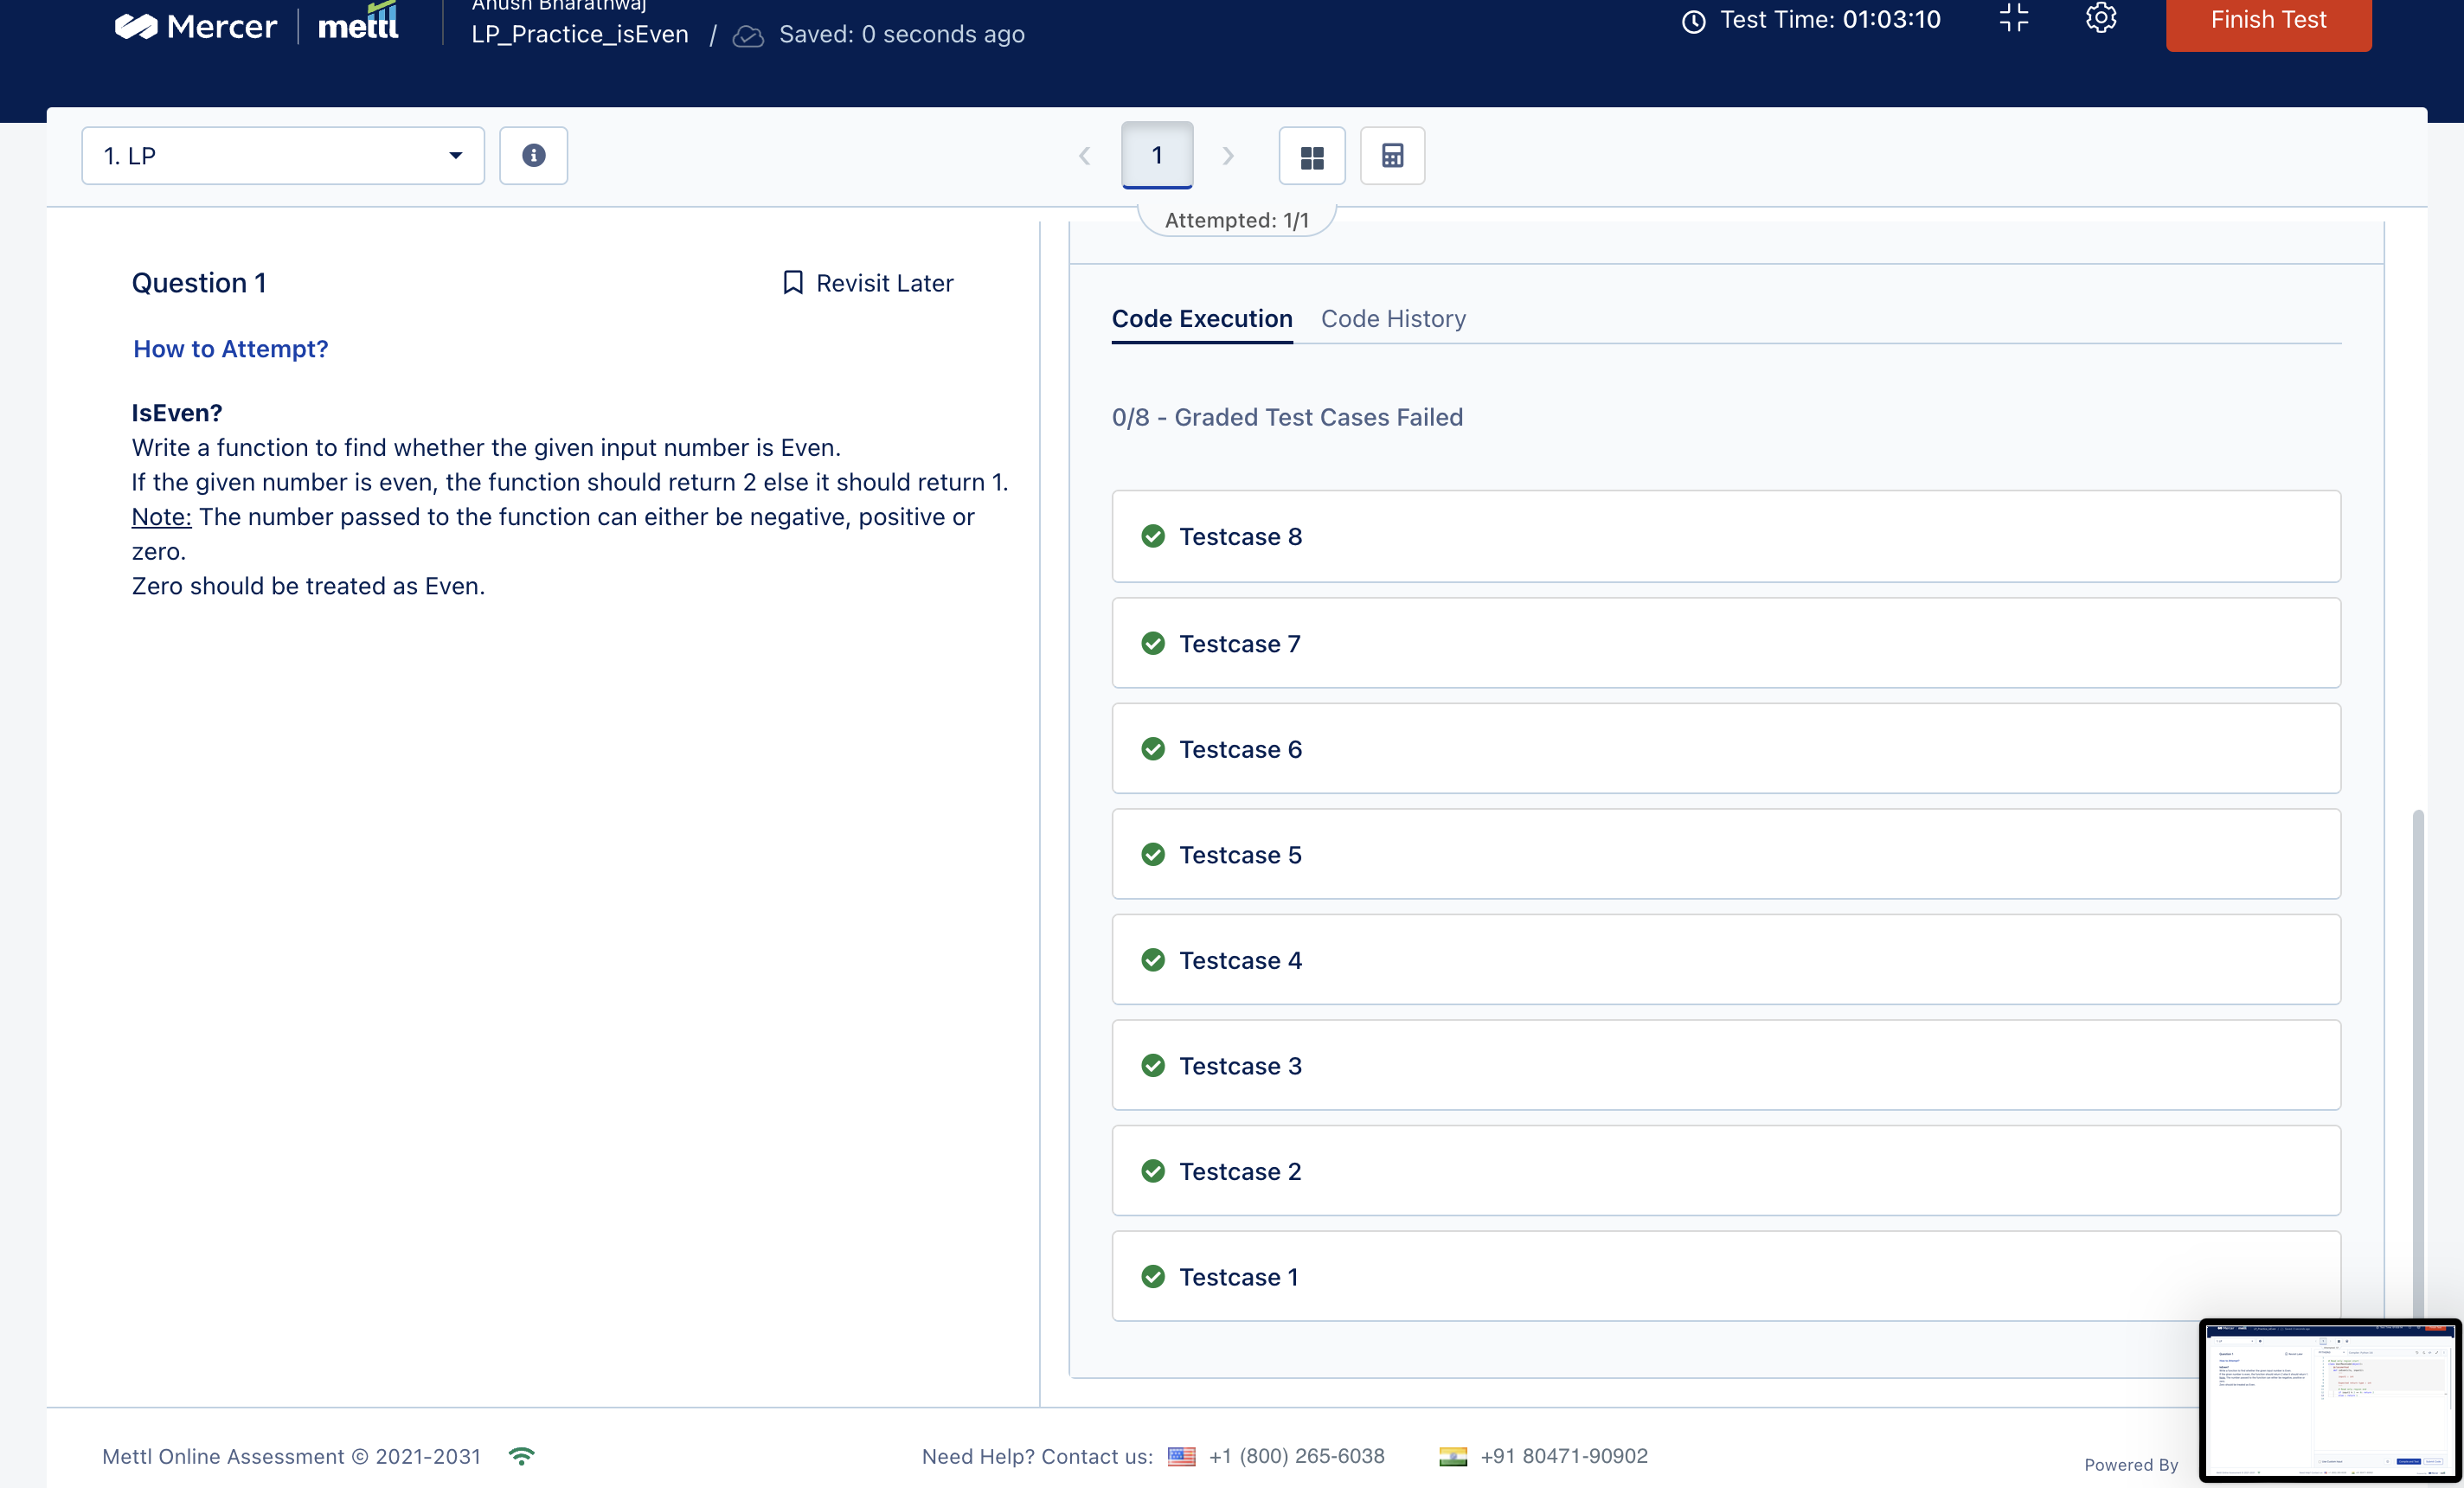 Mercer
mettl
Anush Bharathwaj
LP_Practice_isEven / Saved: 0 seconds ago
Test Time: 01:03:10
Finish Test
1. LP
1
Attempted: 1/1
Question 1
Revisit Later
How to Attempt?
IsEven?
Write a function to find whether the given input number is Even.
If the given number is even, the function should return 2 else it should return 1.
Note: The number passed to the function can either be negative, positive or
zero.
Zero should be treated as Even.
Code Execution
Code History
0/8 - Graded Test Cases Failed
Testcase 8
Testcase 7
Testcase 6
Testcase 5
Testcase 4
Testcase 3
Testcase 2
Testcase 1
Mettl Online Assessment © 2021-2031
Need Help? Contact us:
+1 (800) 265-6038
+91 80471-90902
Powered By